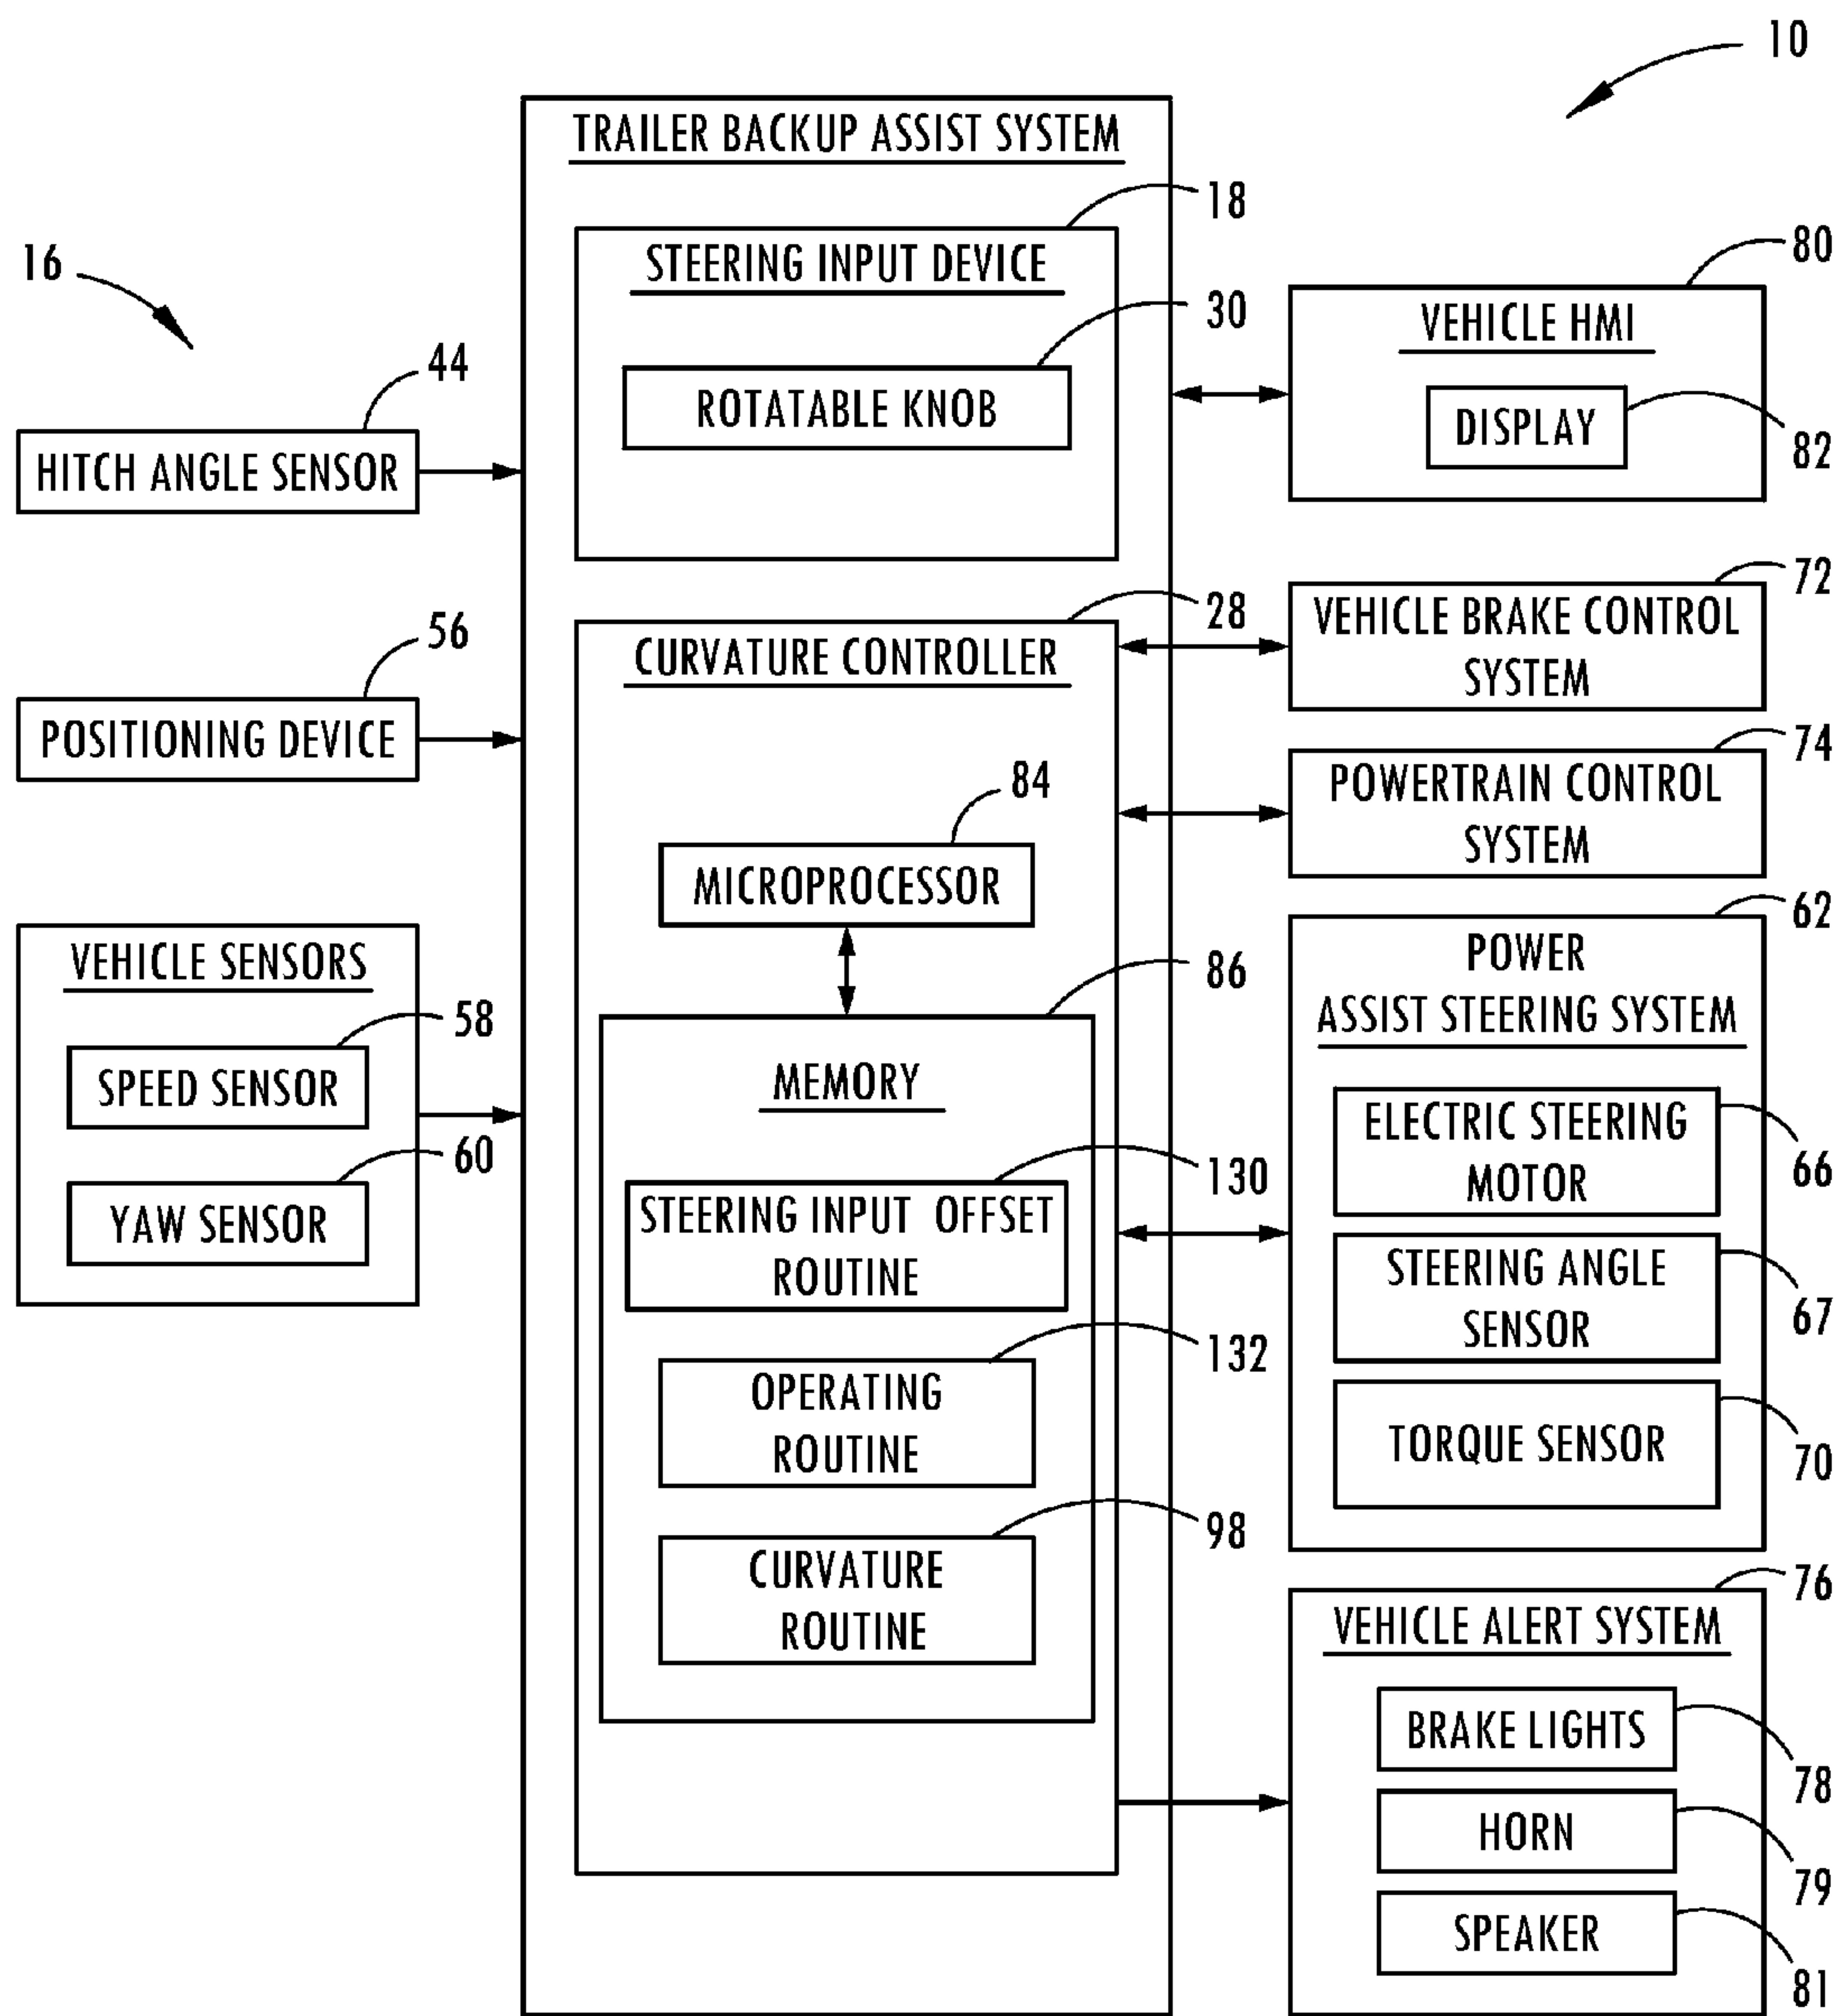 10
16
44
HITCH ANGLE SENSOR
56
POSITIONING DEVICE
VEHICLE SENSORS
58
SPEED SENSOR
60
YAW SENSOR
TRAILER BACKUP ASSIST SYSTEM
18
STEERING INPUT DEVICE
30
ROTATABLE KNOB
28
CURVATURE CONTROLLER
84
MICROPROCESSOR
86
MEMORY
130
STEERING INPUT OFFSET
ROUTINE
132
OPERATING
ROUTINE
98
CURVATURE
ROUTINE
80
VEHICLE HMI
DISPLAY
82
72
VEHICLE BRAKE CONTROL
SYSTEM
74
POWERTRAIN CONTROL
SYSTEM
62
POWER
ASSIST STEERING SYSTEM
ELECTRIC STEERING
MOTOR
66
STEERING ANGLE
SENSOR
67
TORQUE SENSOR
70
76
VEHICLE ALERT SYSTEM
BRAKE LIGHTS
78
HORN
79
SPEAKER
81